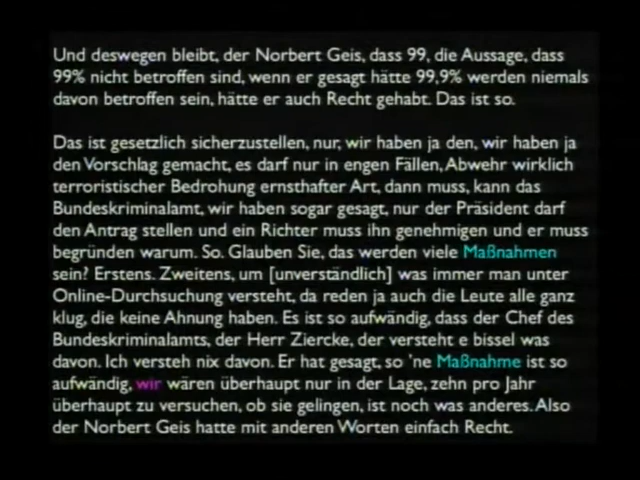 Und deswegen bleibt, der Norbert Geis, dass 99, die Aussage, dass
99% nicht betroffen sind, wenn er gesagt hätte 99,9% werden niemals
davon betroffen sein, hätte er auch Recht gehabt. Das ist so.
Das ist gesetzlich sicherzustellen, nur, wir haben ja den, wir haben ja
den Vorschlag gemacht, es darf nur in engen Fällen, Abwehr wirklich
terroristischer Bedrohung ernsthafter Art, dann muss, kann das
Bundeskriminalamt, wir haben sogar gesagt, nur der Präsident darf
den Antrag stellen und ein Richter muss ihn genehmigen und er muss
begründen warum. So. Glauben Sie, das werden viele Maßnahmen
sein? Erstens. Zweitens, um [unverständlich] was immer man unter
Online-Durchsuchung versteht, da reden ja auch die Leute alle ganz
klug, die keine Ahnung haben. Es ist so aufwändig, dass der Chef des
Bundeskriminalamts, der Herr Ziercke, der versteht e bissel was
davon. Ich versteh nix davon. Er hat gesagt, so 'ne Maßnahme ist so
aufwändig, wir wären überhaupt nur in der Lage, zehn pro Jahr
überhaupt zu versuchen, ob sie gelingen, ist noch was anderes. Also
der Norbert Geis hatte mit anderen Worten einfach Recht.